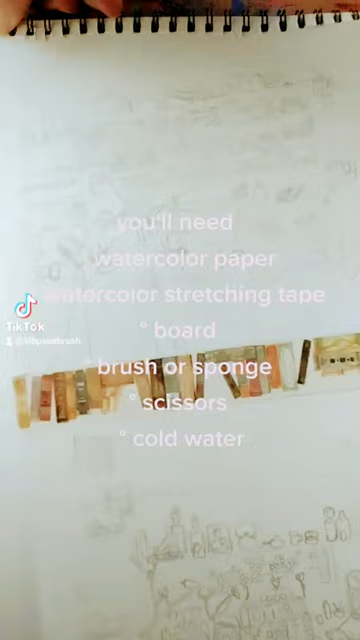 you'll need
watercolor paper
watercolor stretching tape
° board
brush or sponge
° scissors
° cold water
TikTok